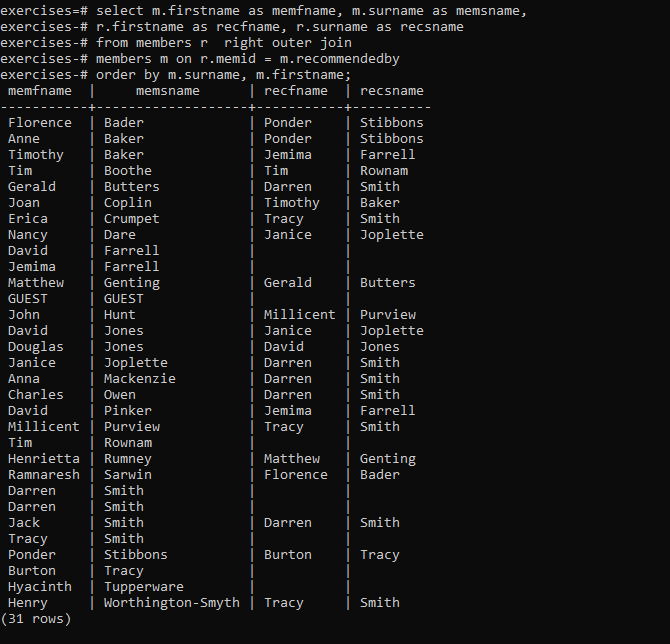 exercises=# select m.firstname as memfname, m.surname as memsname,
exercises-# r.firstname as recfname, r.surname as recsname
exercises-# from members r  right outer join
exercises-# members m on r.memid = m.recommendedby
exercises-# order by m.surname, m.firstname;
 memfname  |     memsname      | recfname  | recsname
-----------+-------------------+-----------+----------
 Florence  | Bader             | Ponder    | Stibbons
 Anne      | Baker             | Ponder    | Stibbons
 Timothy   | Baker             | Jemima    | Farrell
 Tim       | Boothe            | Tim       | Rownam
 Gerald    | Butters           | Darren    | Smith
 Joan      | Coplin            | Timothy   | Baker
 Erica     | Crumpet           | Tracy     | Smith
 Nancy     | Dare              | Janice    | Joplette
 David     | Farrell           |           |
 Jemima    | Farrell           |           |
 Matthew   | Genting           | Gerald    | Butters
 GUEST     | GUEST             |           |
 John      | Hunt              | Millicent | Purview
 David     | Jones             | Janice    | Joplette
 Douglas   | Jones             | David     | Jones
 Janice    | Joplette          | Darren    | Smith
 Anna      | Mackenzie         | Darren    | Smith
 Charles   | Owen              | Darren    | Smith
 David     | Pinker            | Jemima    | Farrell
 Millicent | Purview           | Tracy     | Smith
 Tim       | Rownam            |           |
 Henrietta | Rumney            | Matthew   | Genting
 Ramnaresh | Sarwin            | Florence  | Bader
 Darren    | Smith             |           |
 Darren    | Smith             |           |
 Jack      | Smith             | Darren    | Smith
 Tracy     | Smith             |           |
 Ponder    | Stibbons          | Burton    | Tracy
 Burton    | Tracy             |           |
 Hyacinth  | Tupperware        |           |
 Henry     | Worthington-Smyth | Tracy     | Smith
(31 rows)